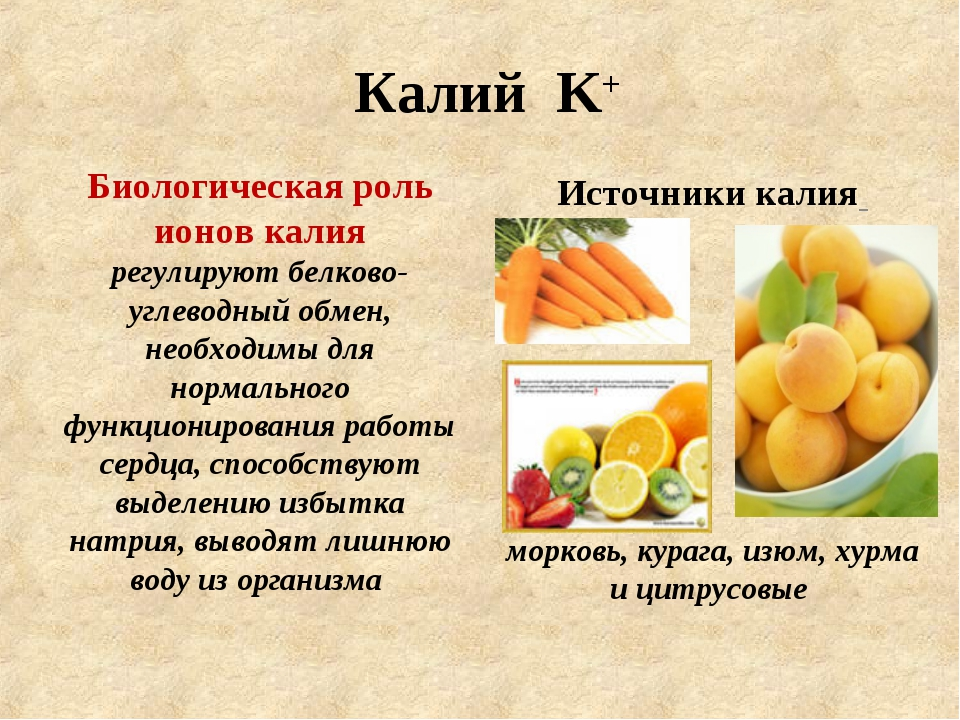 Калий K+
Биологическая роль
ионов калия
регулируют белково-
углеводный обмен,
необходимы для
нормального
функционирования работы
сердца, способствуют
выделению избытка
натрия, выводят лишнюю
воду из организма
Источники калия
морковь, курага, изюм, хурма
и цитрусовые